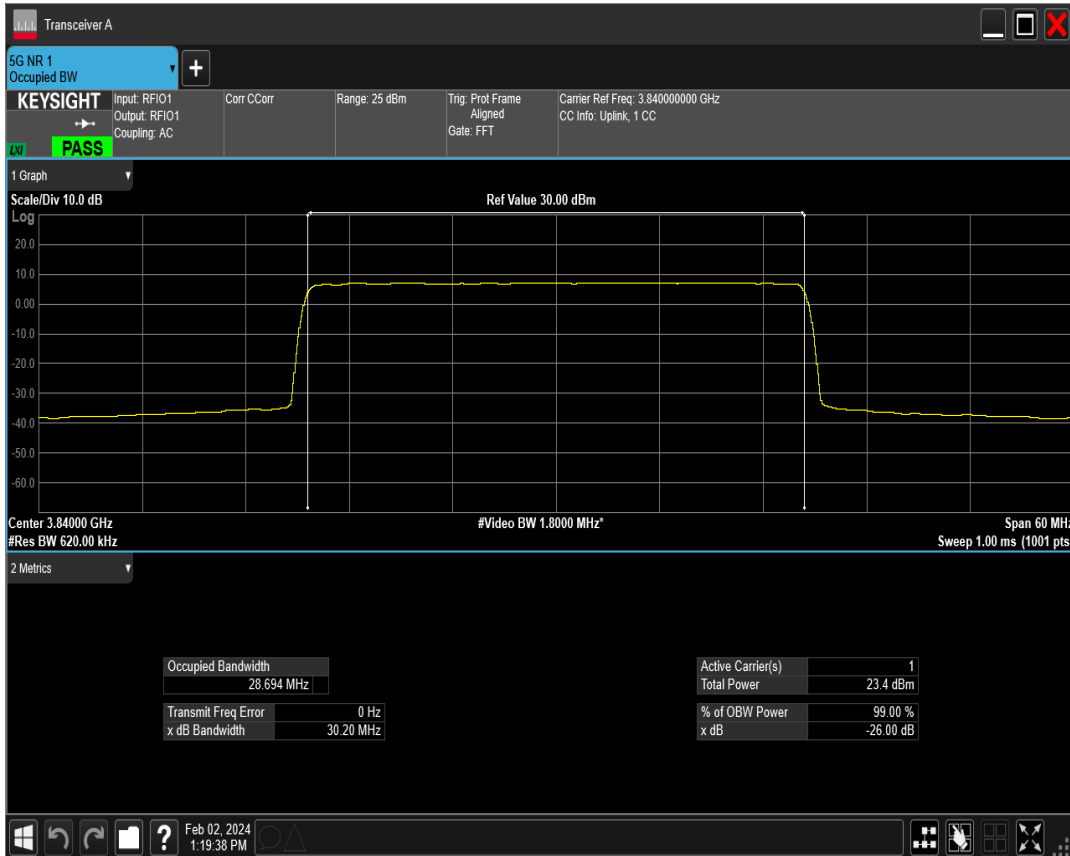 Transceiver A
5G NR 1
Occupied BW
+
KEYSIGHT
LXI
PASS
Input: RFIO1
Output: RFIO1
Coupling: AC
Corr CCorr
Range: 25 dBm
Trig: Prot Frame
Aligned
Gate: FFT
Carrier Ref Freq: 3.840000000 GHz
CC Info: Uplink, 1 CC
1 Graph
Scale/Div 10.0 dB
Ref Value 30.00 dBm
Log
20.0
10.0
0.00
-10.0
-20.0
-30.0
-40.0
-50.0
-60.0
Center 3.84000 GHz
#Video BW 1.8000 MHz*
Span 60 MHz
#Res BW 620.00 kHz
Sweep 1.00 ms (1001 pts
2 Metrics
Occupied Bandwidth
28.694 MHz
Transmit Freq Error 0 Hz
x dB Bandwidth 30.20 MHz
Active Carrier(s) 1
Total Power 23.4 dBm
% of OBW Power 99.00 %
x dB -26.00 dB
?
Feb 02, 2024
1:19:38 PM